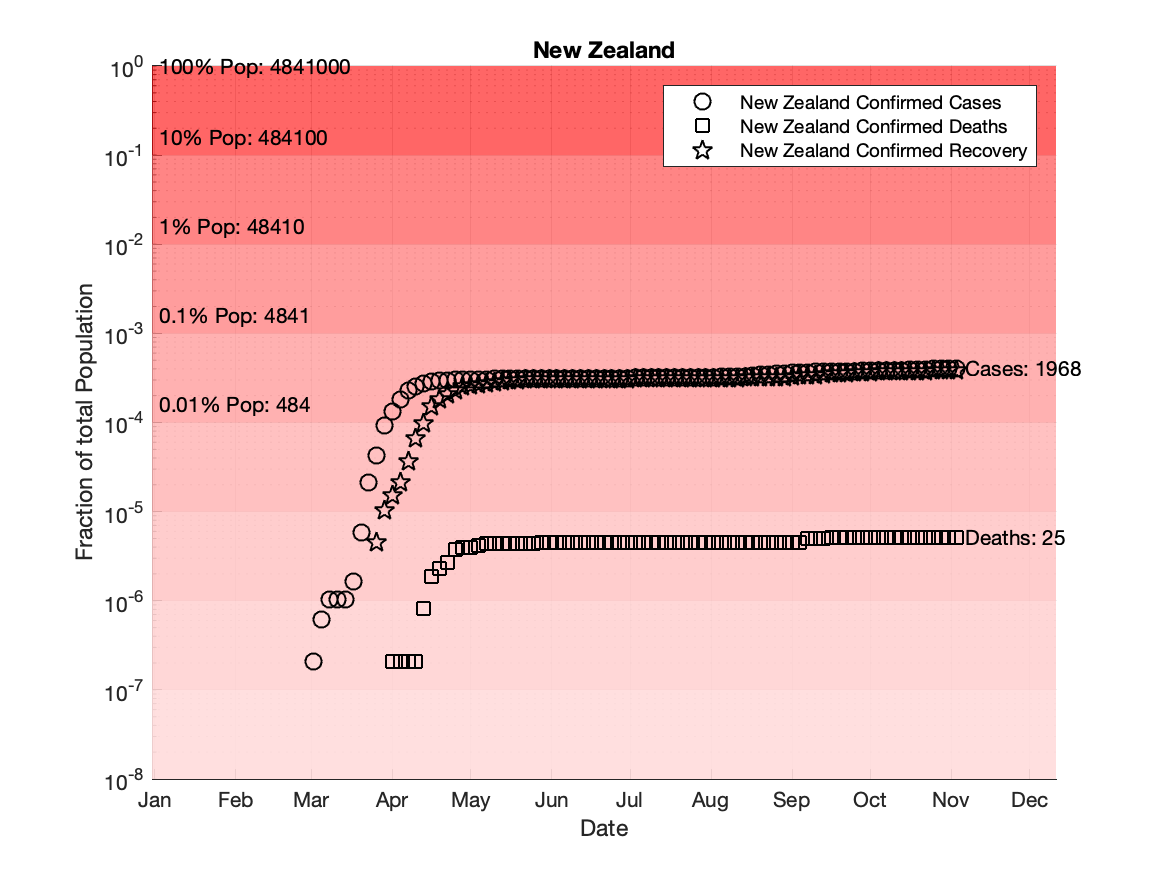 New Zealand
10^0
100% Pop: 4841000
New Zealand Confirmed Cases
New Zealand Confirmed Deaths
New Zealand Confirmed Recovery
10% Pop: 484100
10^-1
1% Pop: 48410
10^-2
0.1% Pop: 4841
10^-3
Cases: 1968
0.01% Pop: 484
10^-4
10^-5
Deaths: 25
10^-6
10^-7
10^-8
Fraction of total Population
Jan Feb Mar Apr May Jun Jul Aug Sep Oct Nov Dec
Date